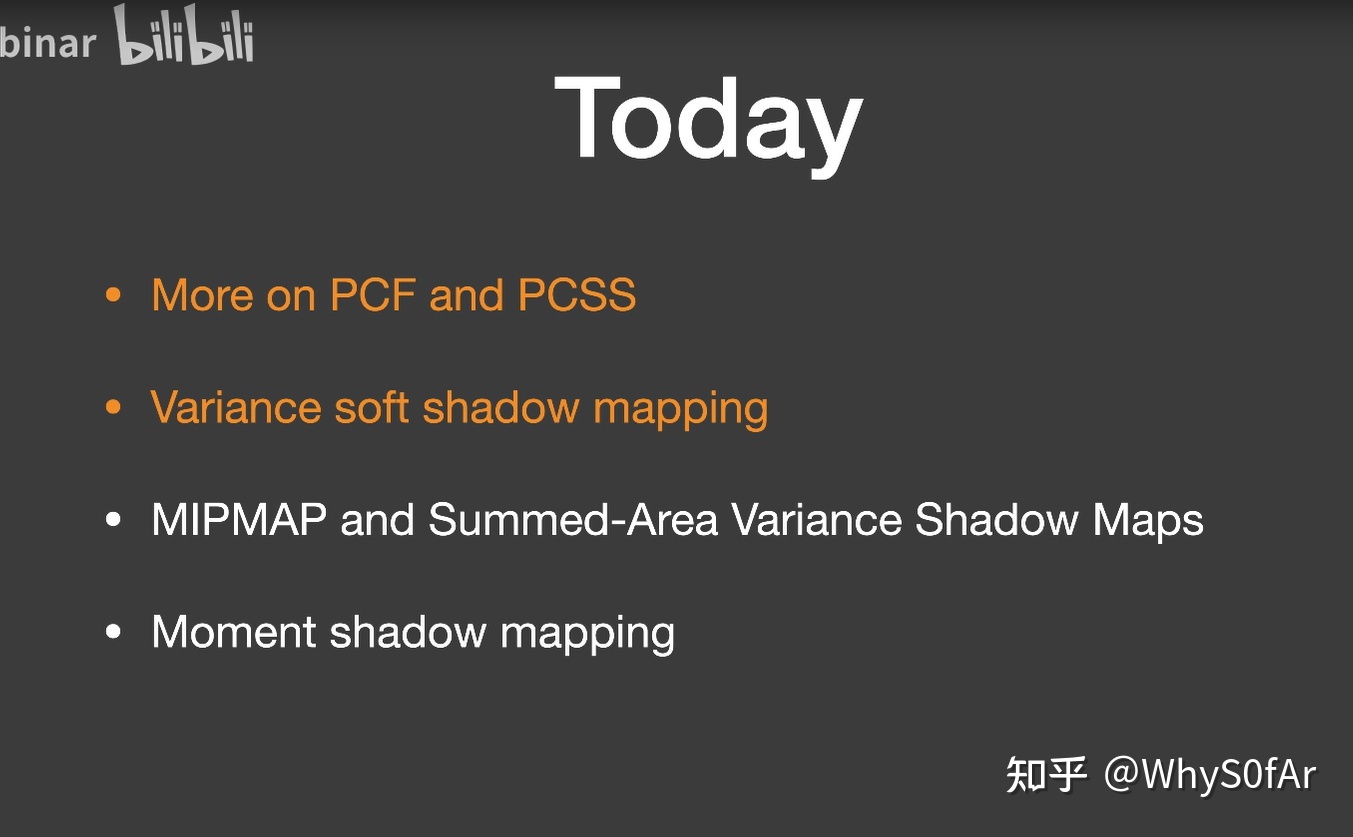 binar bilibili
Today
• More on PCF and PCSS
• Variance soft shadow mapping
• MIPMAP and Summed-Area Variance Shadow Maps
• Moment shadow mapping
知乎 @WhyS0fAr